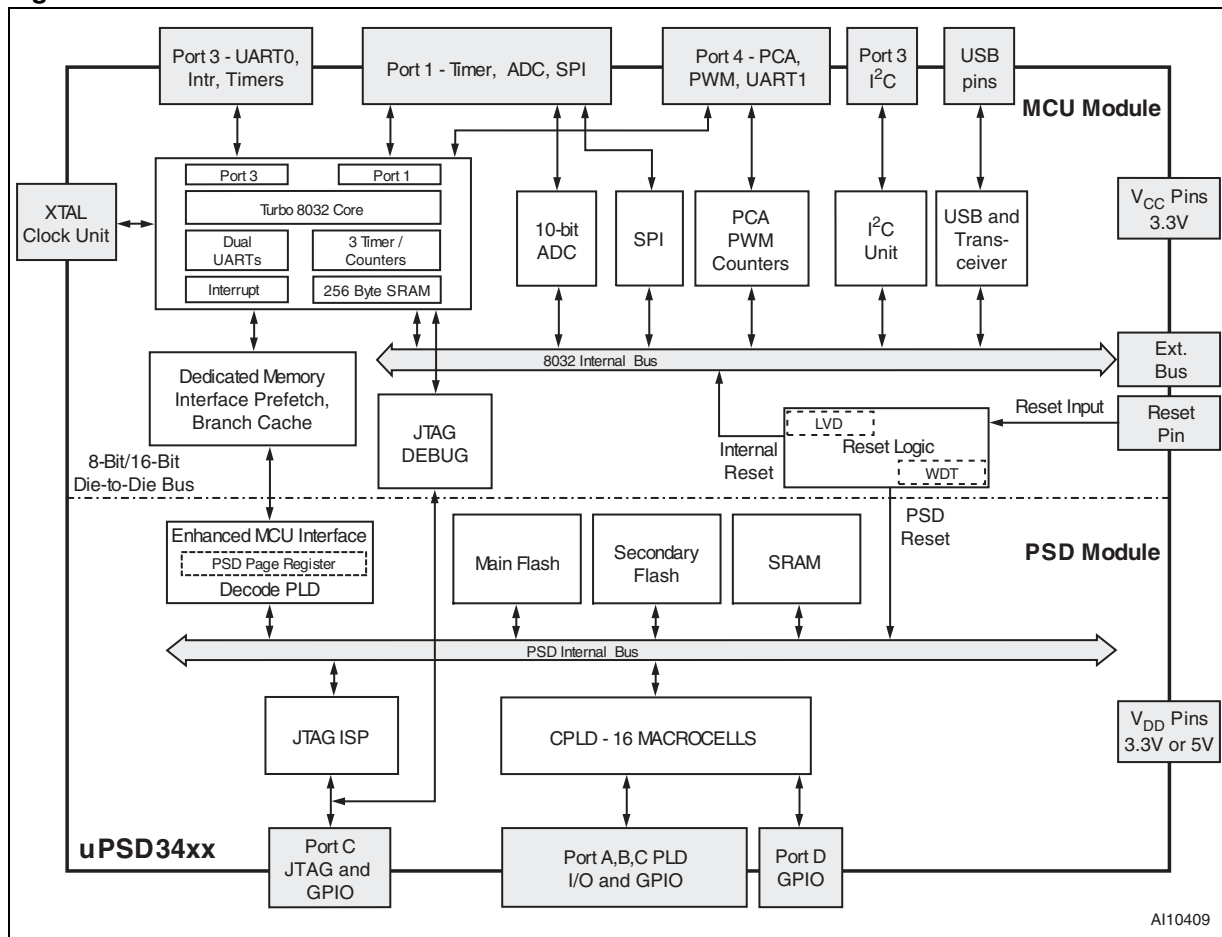 Port 3 - UART0,
Intr, Timers
Port 1 - Timer, ADC, SPI
Port 4 - PCA,
PWM, UART1
Port 3
I²C
USB
pins
MCU Module
XTAL
Clock Unit
Port 3
Port 1
Turbo 8032 Core
Dual
UARTs
3 Timer /
Counters
Interrupt
256 Byte SRAM
10-bit
ADC
SPI
PCA
PWM
Counters
I²C
Unit
USB and
Trans-
ceiver
VCC Pins
3.3V
8032 Internal Bus
Ext.
Bus
Dedicated Memory
Interface Prefetch,
Branch Cache
JTAG
DEBUG
Internal
Reset
LVD
Reset Logic
WDT
Reset Input
Reset
Pin
8-Bit/16-Bit
Die-to-Die Bus
PSD
Reset
PSD Module
Enhanced MCU Interface
PSD Page Register
Decode PLD
Main Flash
Secondary
Flash
SRAM
PSD Internal Bus
JTAG ISP
CPLD - 16 MACROCELLS
VDD Pins
3.3V or 5V
uPSD34xx
Port C
JTAG and
GPIO
Port A,B,C PLD
I/O and GPIO
Port D
GPIO
AI10409